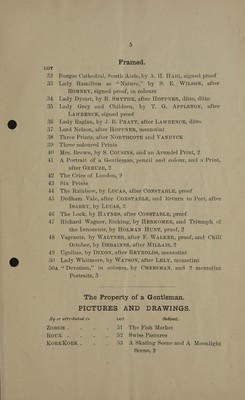 5
Framed.
LOT
32 Burgos Cathedral, South Aisle, by A. H. HAIG, signed proof
33 Lady Hamilton as "Nature," by S. E. WILSON, after
ROMNEY, signed proof, in colours
34 Lady Dysart, by R. SMYTHE, after HOPPNER, ditto, ditto
35 Lady Grey and Children, by T. G. APPLETON, after
LAWRENCE, signed proof
36 Lady Raglan, by J. B. PRATT, after LAWRENCE, ditto
37 Lord Nelson, after HOPPNER, mezzotint
38 Three Prints, after NORTHCOTE and VANDYCK
39 Three coloured Prints
40 Mrs. Brown, by S. COUSINS, and an Arundel Print, 2
41 A Portrait of a Gentleman, pencil and colour, and a Print,
after GREUZE, 2
42 The Cries of London, 9
43 Six Prints
44 The Rainbow, by LUCAS, after CONSTABLE, proof
45 Dedham Vale, after CONSTABLE, and Return to Port, after
ISABEY, by LUCAS, 2
46 The Lock, by HAYNES, after CONSTABLE, proof
47 Richard Wagner, Etching, by HERKOMER, and Triumph of
the Innocents, by HOLMAN HUNT, proof, 2
48 Vagrants, by WALTNER, after F. WALKER, proof, and Chill
October, by DEBAINES, after MILLAIS, 2
49 Ugolino, by DIXON, after REYNOLDS, mezzotint
50 Lady Whitmore, by WATSON, after LELY, mezzotint
50A "Devotion," in colours, by CHEESMAN, and 2 mezzotint
Portraits, 3
The Property of a Gentleman.
PICTURES AND DRAWINGS.
By or attributed to LOT Subject.
ZORGH . . . . 51 The Fish Market
ROUX . . . . 52 Swiss Pastures
KOEKKOEK . . . 53 A Skating Scene and A Moonlight
Scene, 2